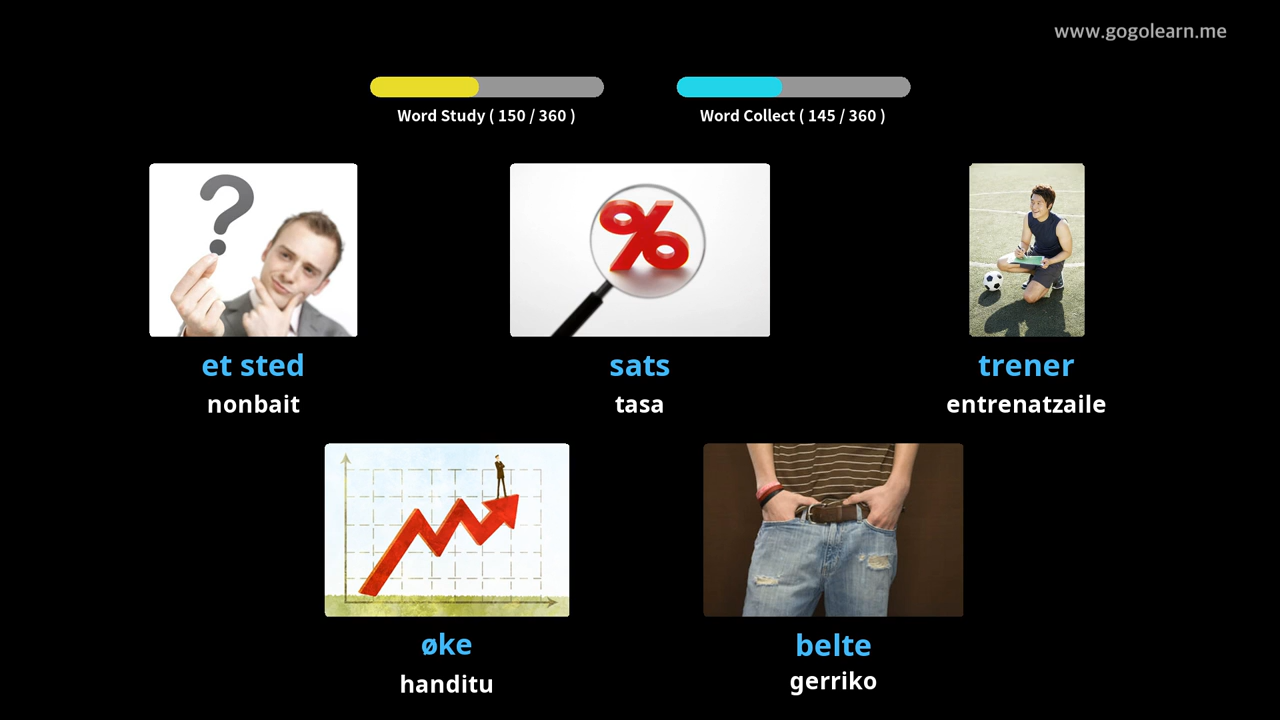 www.gogolearn.me
Word Study ( 150 / 360 )
Word Collect ( 145 / 360 )
et sted
nonbait
sats
tasa
trener
entrenatzaile
øke
handitu
belte
gerriko